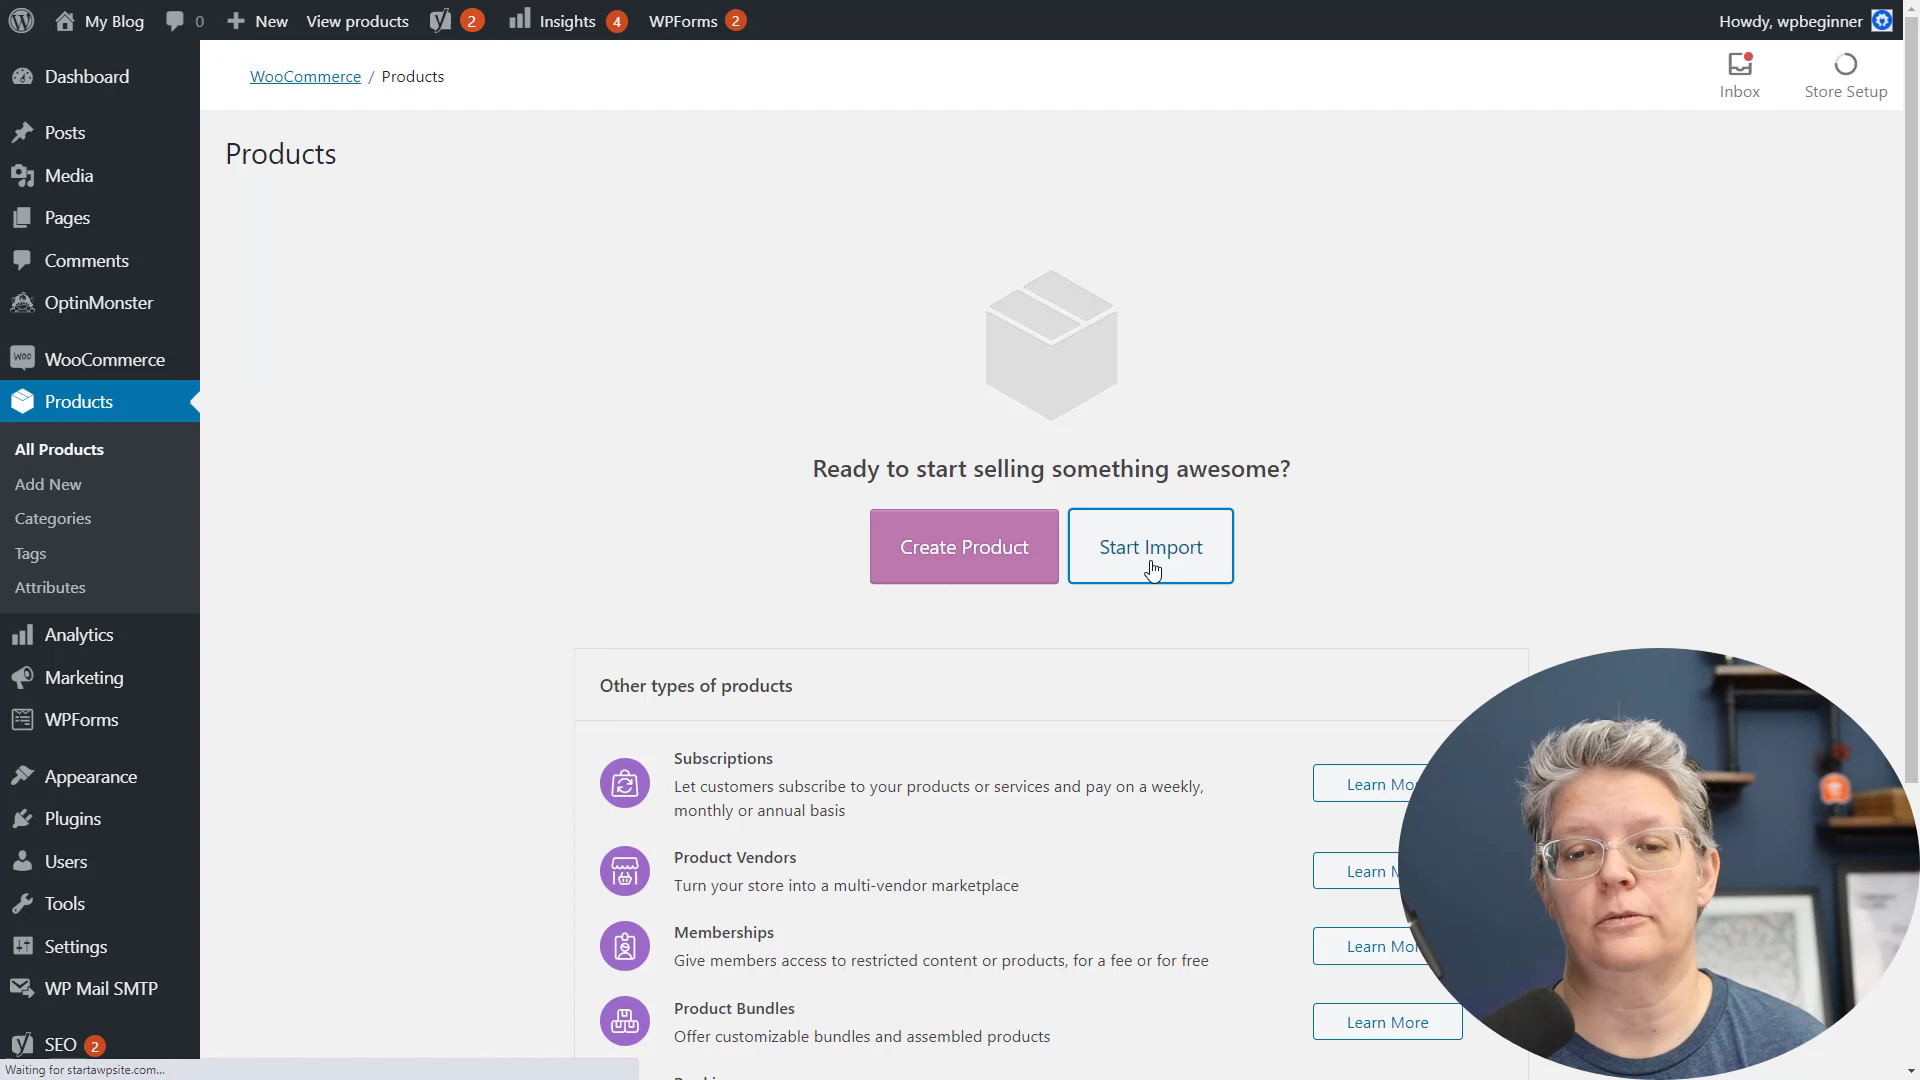 My Blog
0
New
View products
2
Insights
4
WPForms
2
Howdy, wpbeginner
Dashboard
Posts
Media
Pages
Comments
OptinMonster
WOO
WooCommerce
Products
All Products
Add New
Categories
Tags
Attributes
Analytics
Marketing
WPForms
Appearance
Plugins
Users
Tools
Settings
WP Mail SMTP
SEO
2
Waiting for startawpsite.com...
WooCommerce / Products
Inbox
Store Setup
Products
Ready to start selling something awesome?
Create Product
Start Import
Other types of products
Subscriptions
Let customers subscribe to your products or services and pay on a weekly,
monthly or annual basis
Learn Mo
Product Vendors
Turn your store into a multi-vendor marketplace
Learn M
Memberships
Give members access to restricted content or products, for a fee or for free
Learn Mo
Product Bundles
Offer customizable bundles and assembled products
Learn More